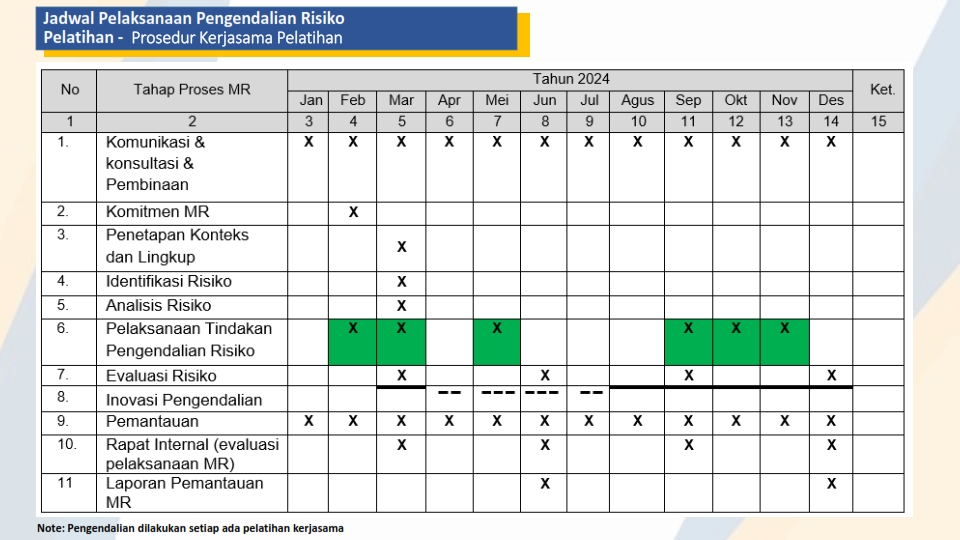 Jadwal Pelaksanaan Pengendalian Risiko
Pelatihan - Prosedur Kerjasama Pelatihan
No Tahap Proses MR Tahun 2024 Ket.
Jan Feb Mar Apr Mei Jun Jul Agus Sep Okt Nov Des
1 2 3 4 5 6 7 8 9 10 11 12 13 14 15
1. Komunikasi & X X X X X X X X X X X X
konsultasi &
Pembinaan
2. Komitmen MR X
3. Penetapan Konteks
dan Lingkup X
4. Identifikasi Risiko X
5. Analisis Risiko X
6. Pelaksanaan Tindakan X X X X X X
Pengendalian Risiko
7. Evaluasi Risiko X X X X
8. Inovasi Pengendalian
9. Pemantauan X X X X X X X X X X X X
10. Rapat Internal (evaluasi X X X X
pelaksanaan MR)
11 Laporan Pemantauan X X
MR
Note: Pengendalian dilakukan setiap ada pelatihan kerjasama